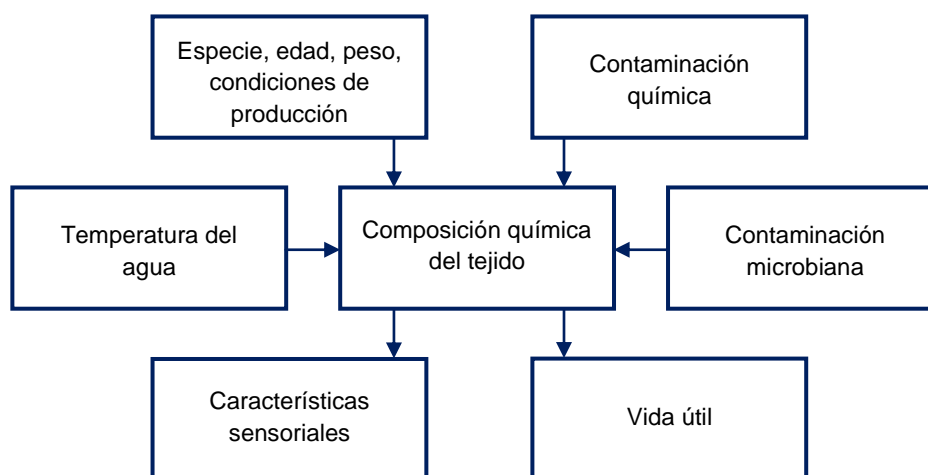 Especie, edad, peso,
condiciones de
producción
Contaminación
química
Temperatura del
agua
Composición química
del tejido
Contaminación
microbiana
Características
sensoriales
Vida útil